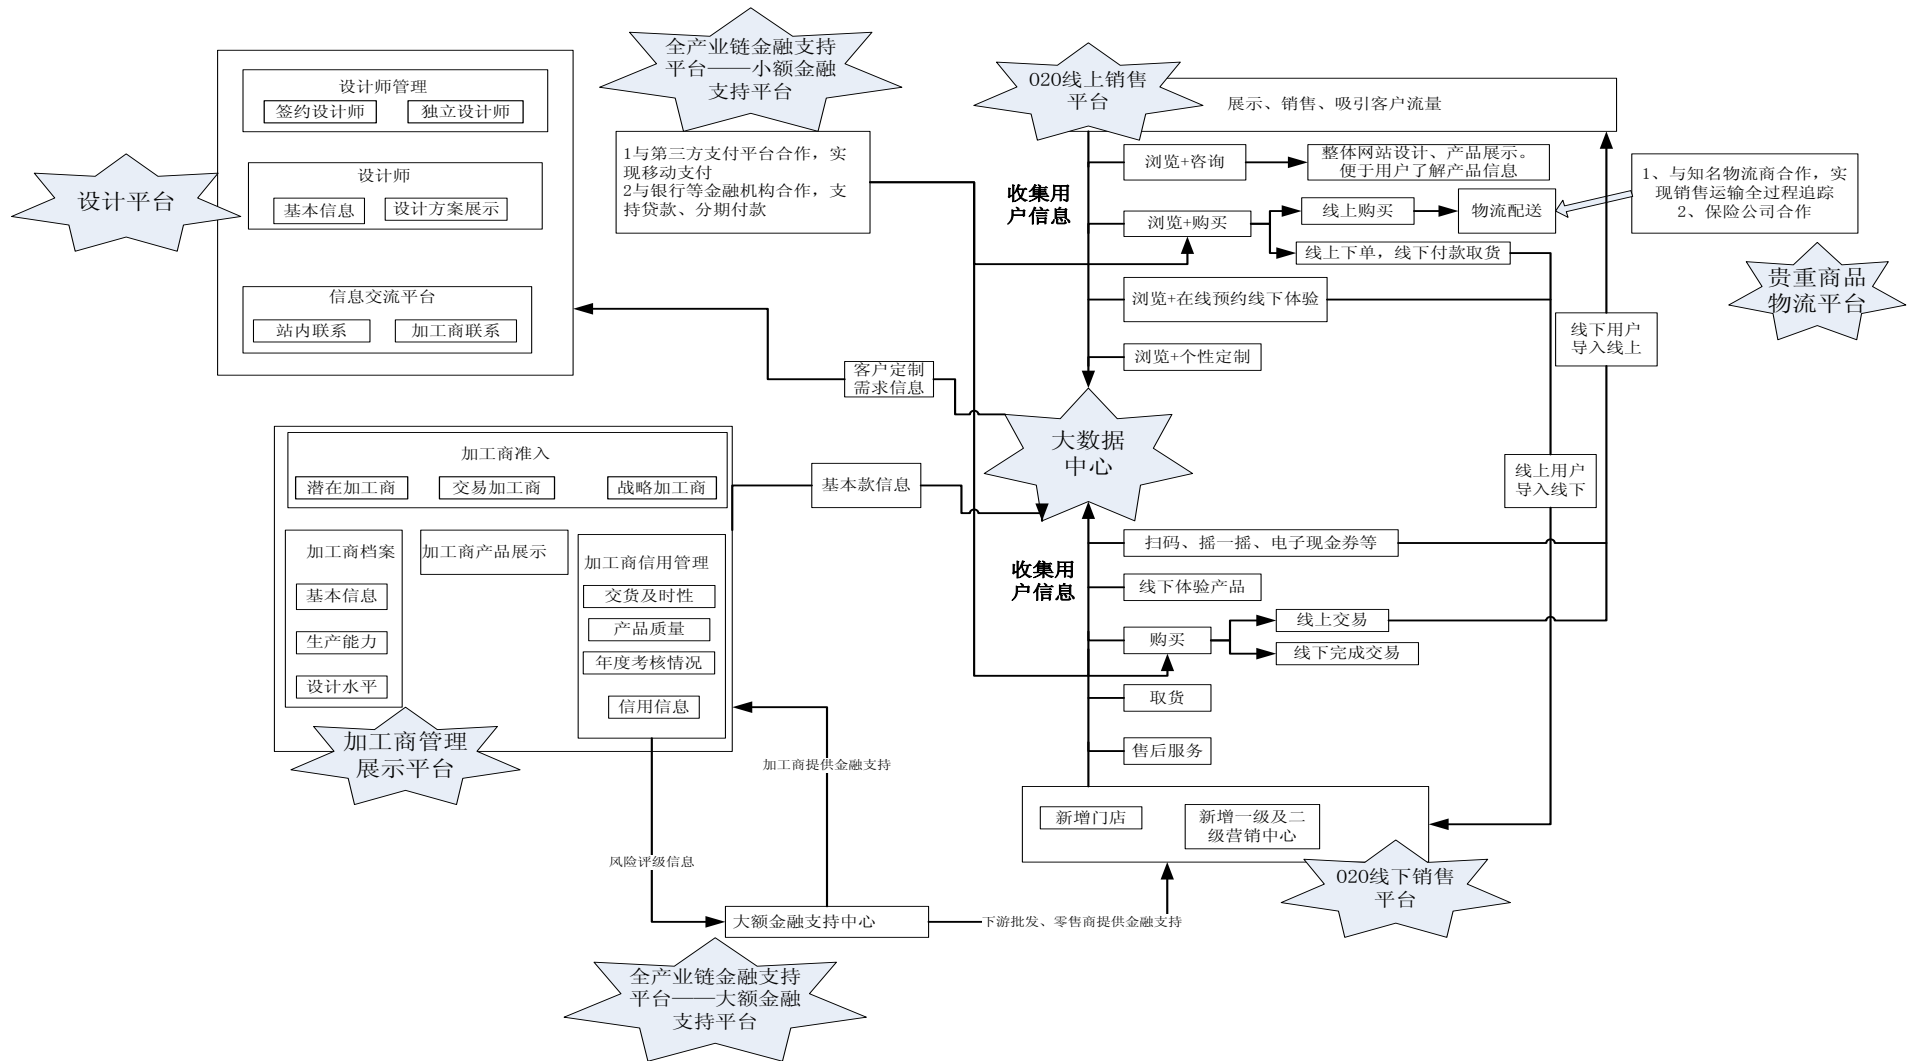 全产业链金融支持
平台——小额金融
支持平台
1与第三方支付平台合作，实
现移动支付
2与银行等金融机构合作，支
持贷款、分期付款
设计平台
设计师管理
签约设计师
独立设计师
设计师
基本信息
设计方案展示
信息交流平台
站内联系
加工商联系
客户定制
需求信息
O2O线上销售
平台
展示、销售、吸引客户流量
收集用
户信息
浏览+咨询
整体网站设计、产品展示。
便于用户了解产品信息
浏览+购买
线上购买
物流配送
线上下单，线下付款取货
浏览+在线预约线下体验
浏览+个性定制
1、与知名物流商合作，实
现销售运输全过程追踪
2、保险公司合作
贵重商品
物流平台
线下用户
导入线上
线上用户
导入线下
大数据
中心
加工商准入
潜在加工商
交易加工商
战略加工商
基本款信息
加工商档案
基本信息
生产能力
设计水平
加工商产品展示
加工商信用管理
交货及时性
产品质量
年度考核情况
信用信息
加工商管理
展示平台
收集用
户信息
扫码、摇一摇、电子现金券等
线下体验产品
购买
线上交易
线下完成交易
取货
售后服务
新增门店
新增一级及二
级营销中心
O2O线下销售
平台
加工商提供金融支持
风险评级信息
大额金融支持中心
下游批发、零售商提供金融支持
全产业链金融支持
平台——大额金融
支持平台